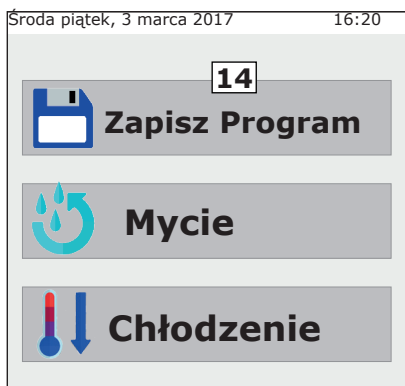 Środa piątek, 3 marca 2017 16:20
14
Zapisz Program
Mycie
Chłodzenie